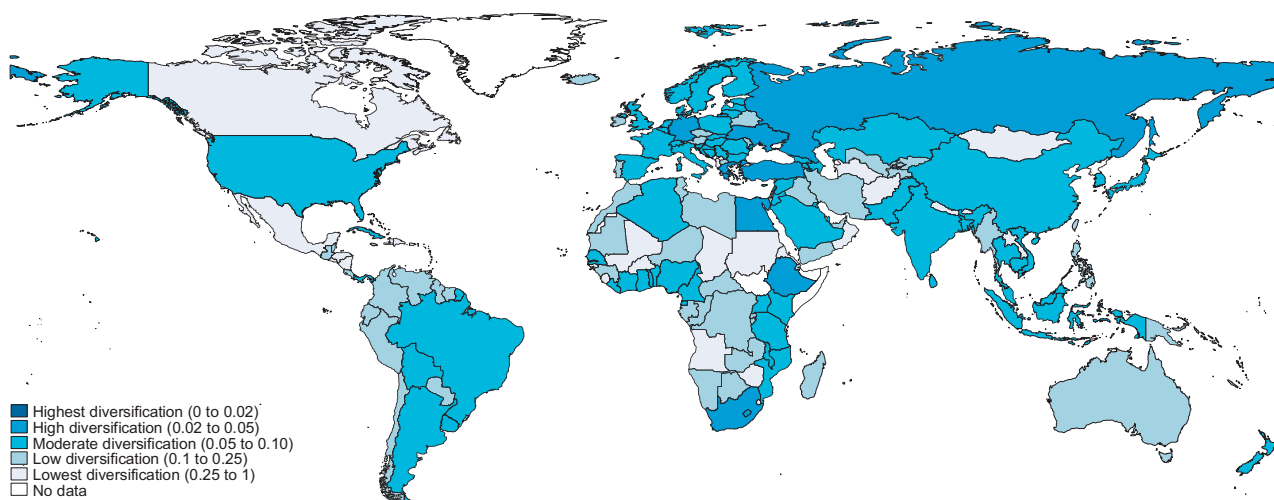 Highest diversification (0 to 0.02)
High diversification (0.02 to 0.05)
Moderate diversification (0.05 to 0.10)
Low diversification (0.1 to 0.25)
Lowest diversification (0.25 to 1)
No data